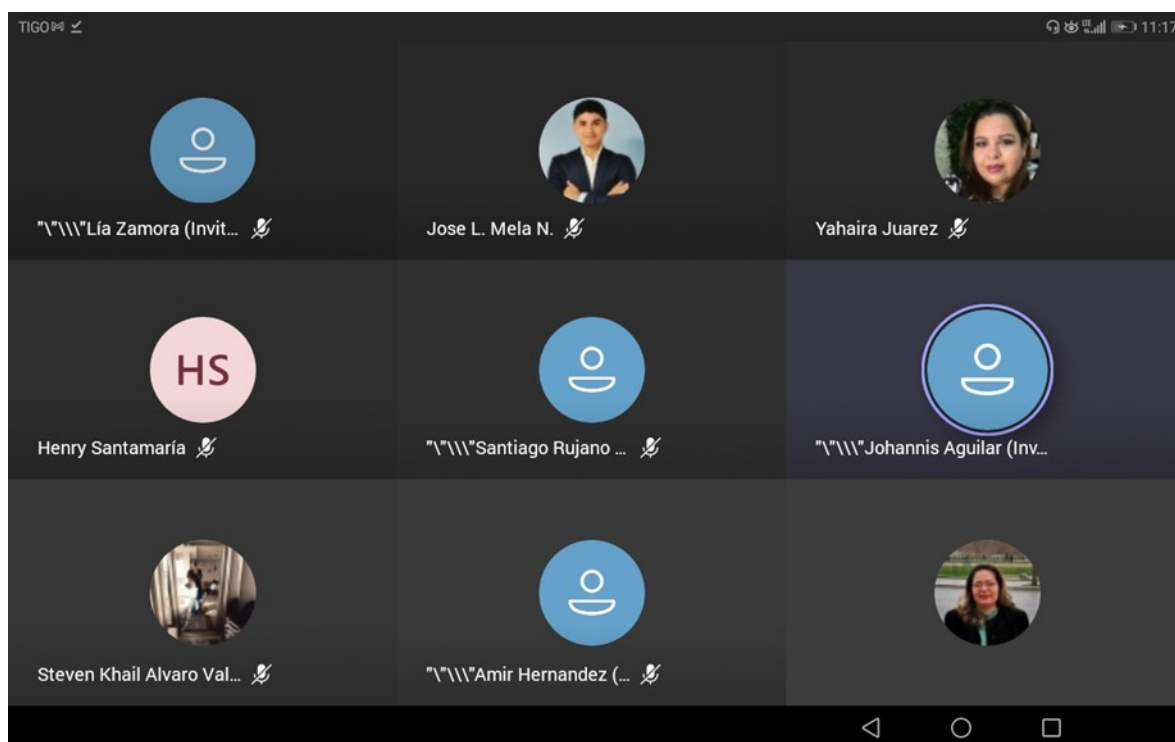 TIGO
LTE
11:17
"\"\\\"Lía Zamora (Invit...
Jose L. Mela N.
Yahaira Juarez
HS
Henry Santamaría
"\"\\\"Santiago Rujano ...
"\"\\\"Johannis Aguilar (Inv...
Steven Khail Alvaro Val...
"\"\\\"Amir Hernandez (...